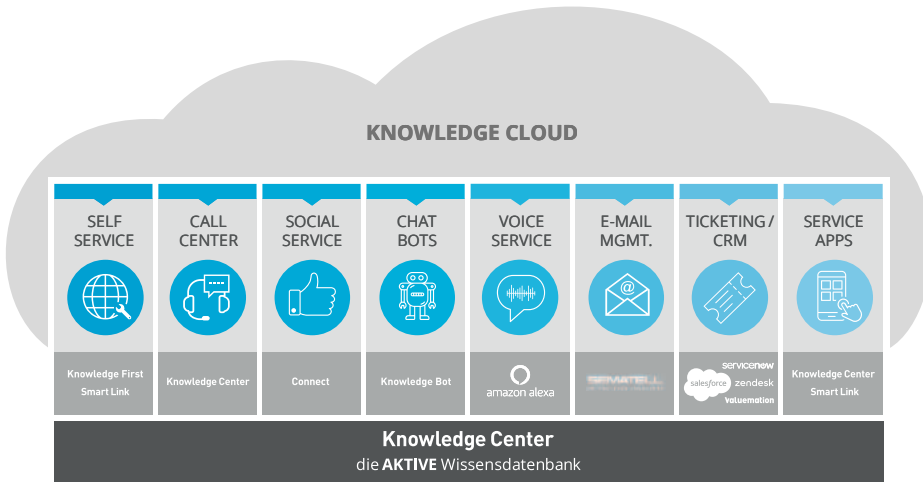 KNOWLEDGE CLOUD
SELF
SERVICE
CALL
CENTER
SOCIAL
SERVICE
CHAT
BOTS
VOICE
SERVICE
E-MAIL
MGMT.
TICKETING /
CRM
SERVICE
APPS
@
Knowledge First
Smart Link
Knowledge Center
Connect
Knowledge Bot
amazon alexa
SEMATELL
servicenow
salesforce
zendesk
valuemation
Knowledge Center
Smart Link
Knowledge Center
die AKTIVE Wissensdatenbank